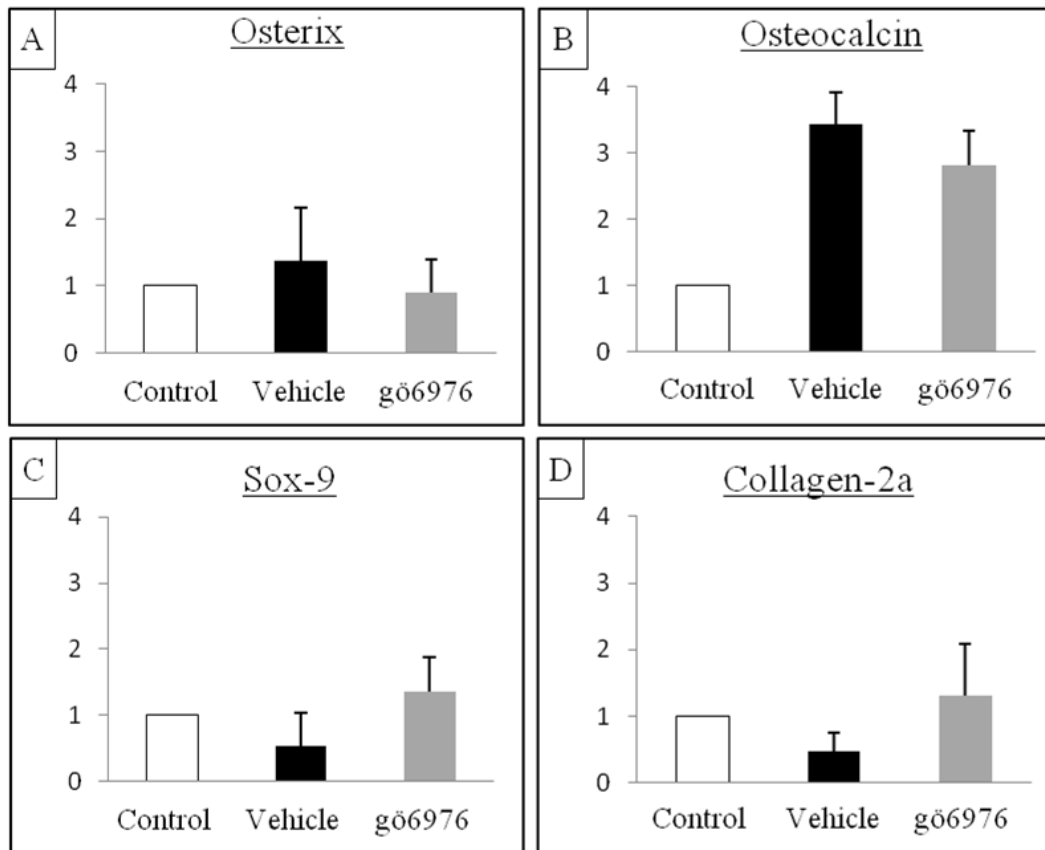 A
Osterix
4
3
2
1
0
Control Vehicle gö6976
B
Osteocalcin
4
3
2
1
0
Control Vehicle gö6976
C
Sox-9
4
3
2
1
0
Control Vehicle gö6976
D
Collagen-2a
4
3
2
1
0
Control Vehicle gö6976